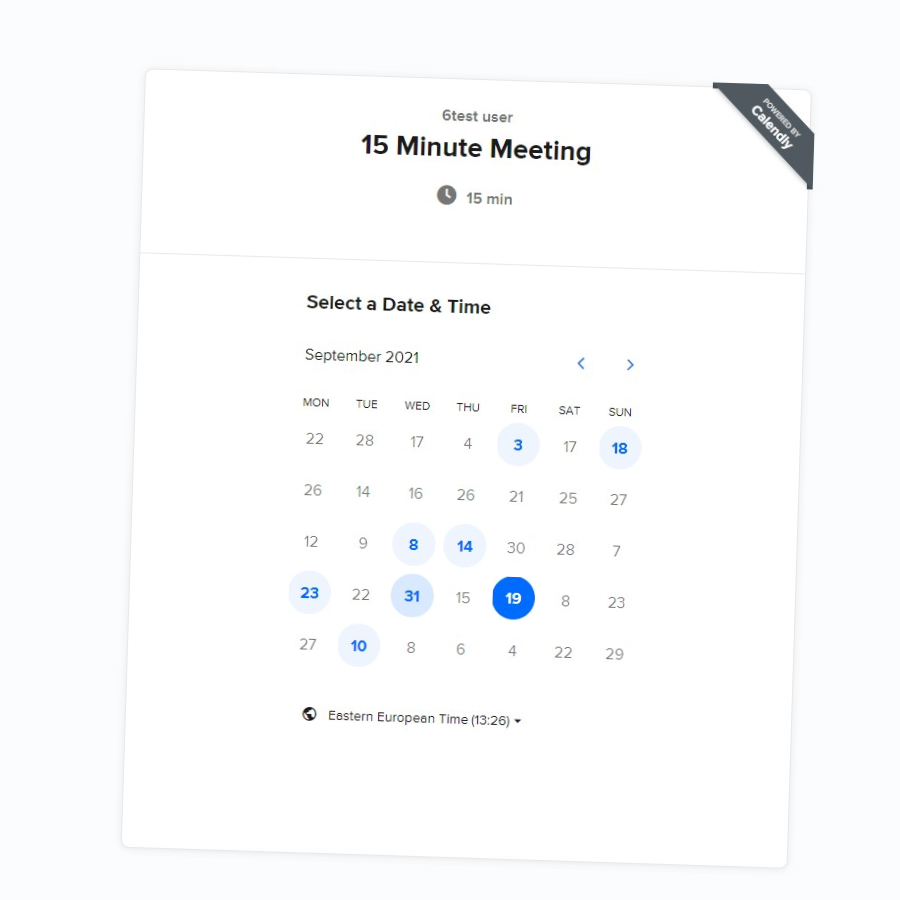 POWERED BY
Calendly
6test user
15 Minute Meeting
15 min
Select a Date & Time
September 2021
MON TUE WED THU FRI SAT SUN
22 28 17 4 3 17 18
26 14 16 26 21 25 27
12 9 8 14 30 28 7
23 22 31 15 19 8 23
27 10 8 6 4 22 29
Eastern European Time (13:26)